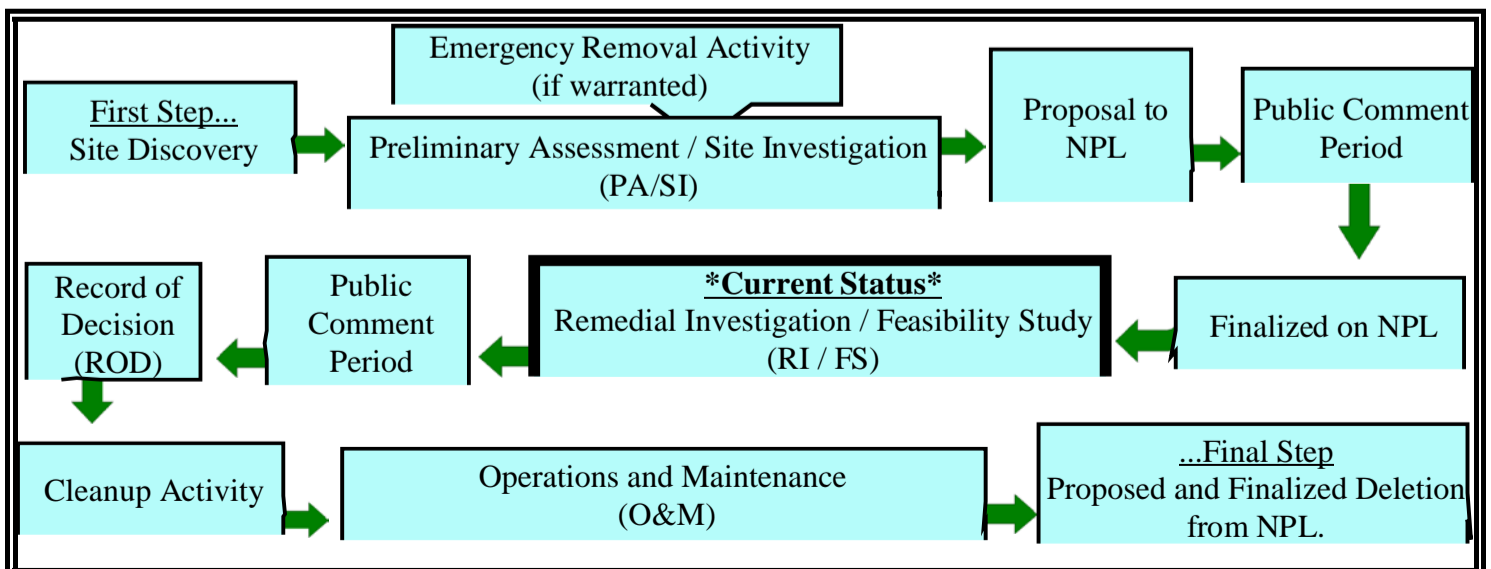 Emergency Removal Activity
(if warranted)
First Step...
Site Discovery
Preliminary Assessment / Site Investigation
(PA/SI)
Proposal to
NPL
Public Comment
Period
Finalized on NPL
*Current Status*
Remedial Investigation / Feasibility Study
(RI / FS)
Public
Comment
Period
Record of
Decision
(ROD)
Cleanup Activity
Operations and Maintenance
(O&M)
...Final Step
Proposed and Finalized Deletion
from NPL.